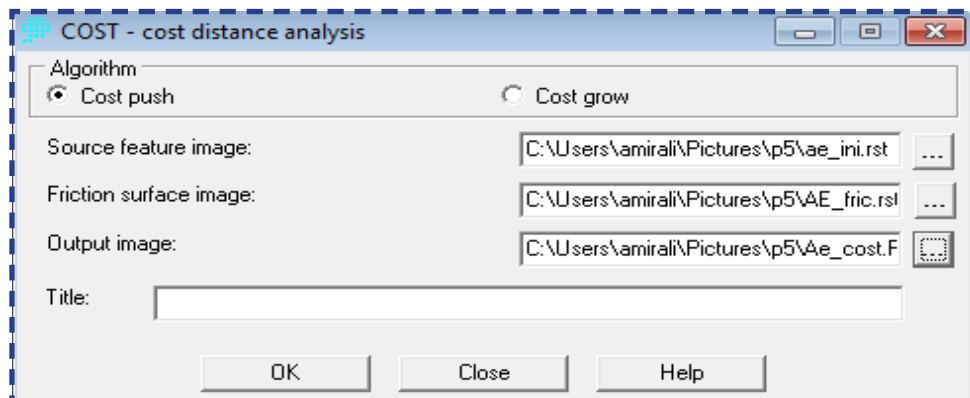 COST - cost distance analysis
Algorithm
Cost push Cost grow
Source feature image: C:\Users\amirali\Pictures\p5\ae_ini.rst ...
Friction surface image: C:\Users\amirali\Pictures\p5\AE_fric.rst ...
Output image: C:\Users\amirali\Pictures\p5\Ae_cost.F ...
Title:
OK Close Help